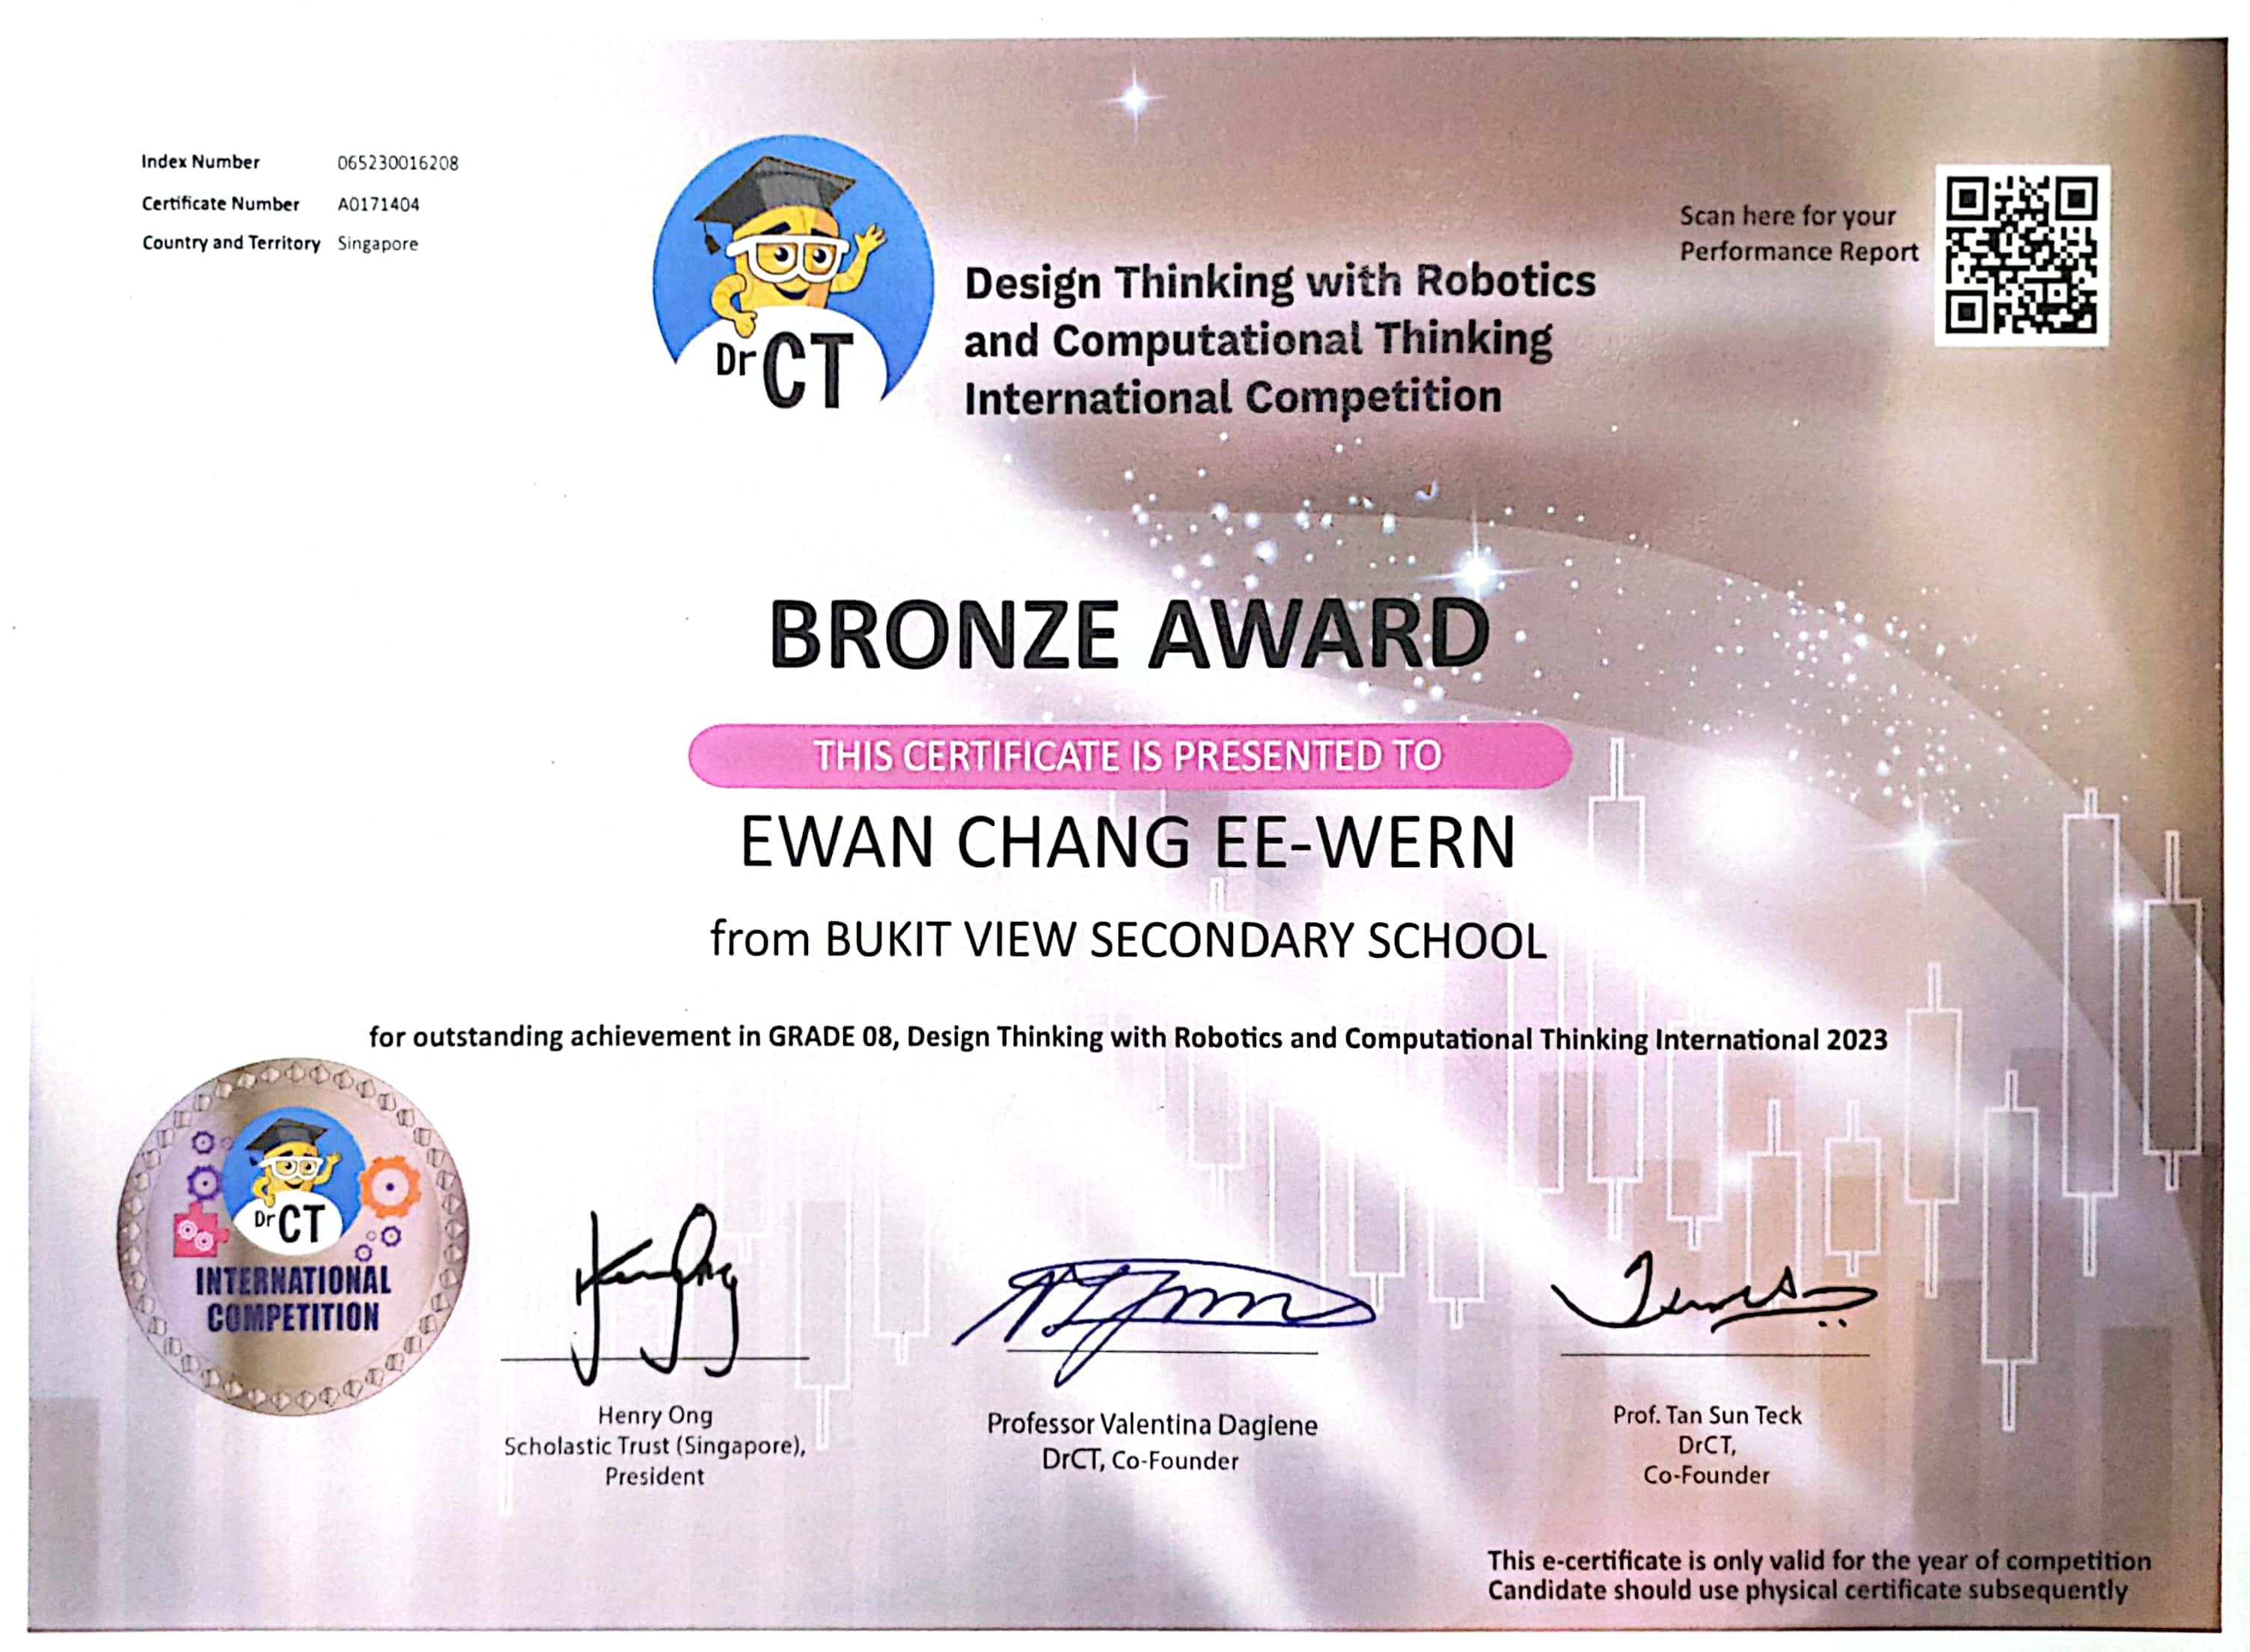 Index Number 065230016208
Certificate Number A0171404
Country and Territory Singapore
Dr CT
Design Thinking with Robotics
and Computational Thinking
International Competition
Scan here for your
Performance Report
BRONZE AWARD
THIS CERTIFICATE IS PRESENTED TO
EWAN CHANG EE-WERN
from BUKIT VIEW SECONDARY SCHOOL
for outstanding achievement in GRADE 08, Design Thinking with Robotics and Computational Thinking International 2023
Dr CT
INTERNATIONAL
COMPETITION
Henry Ong
Scholastic Trust (Singapore),
President
Professor Valentina Dagiene
DrCT, Co-Founder
Prof. Tan Sun Teck
DrCT,
Co-Founder
This e-certificate is only valid for the year of competition
Candidate should use physical certificate subsequently